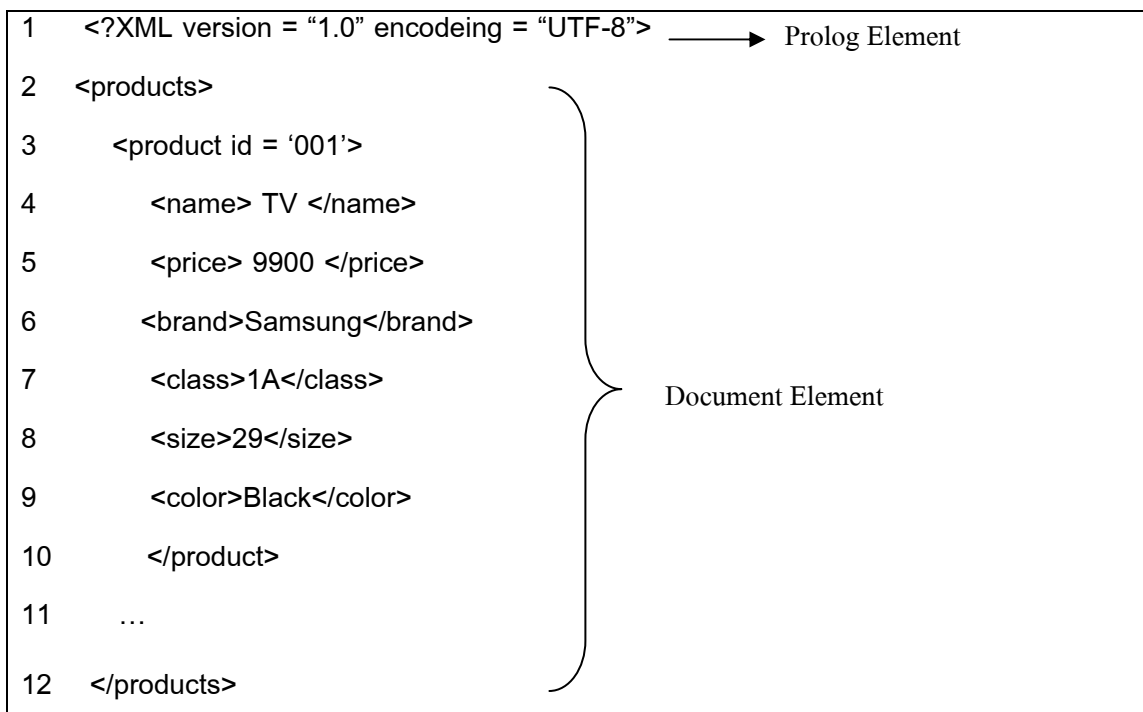 1 <?XML version = “1.0” encodeing = “UTF-8”> Prolog Element
2 <products>
3 <product id = ‘001’>
4 <name> TV </name>
5 <price> 9900 </price>
6 <brand>Samsung</brand>
7 <class>1A</class>
Document Element
8 <size>29</size>
9 <color>Black</color>
10 </product>
11 …
12 </products>